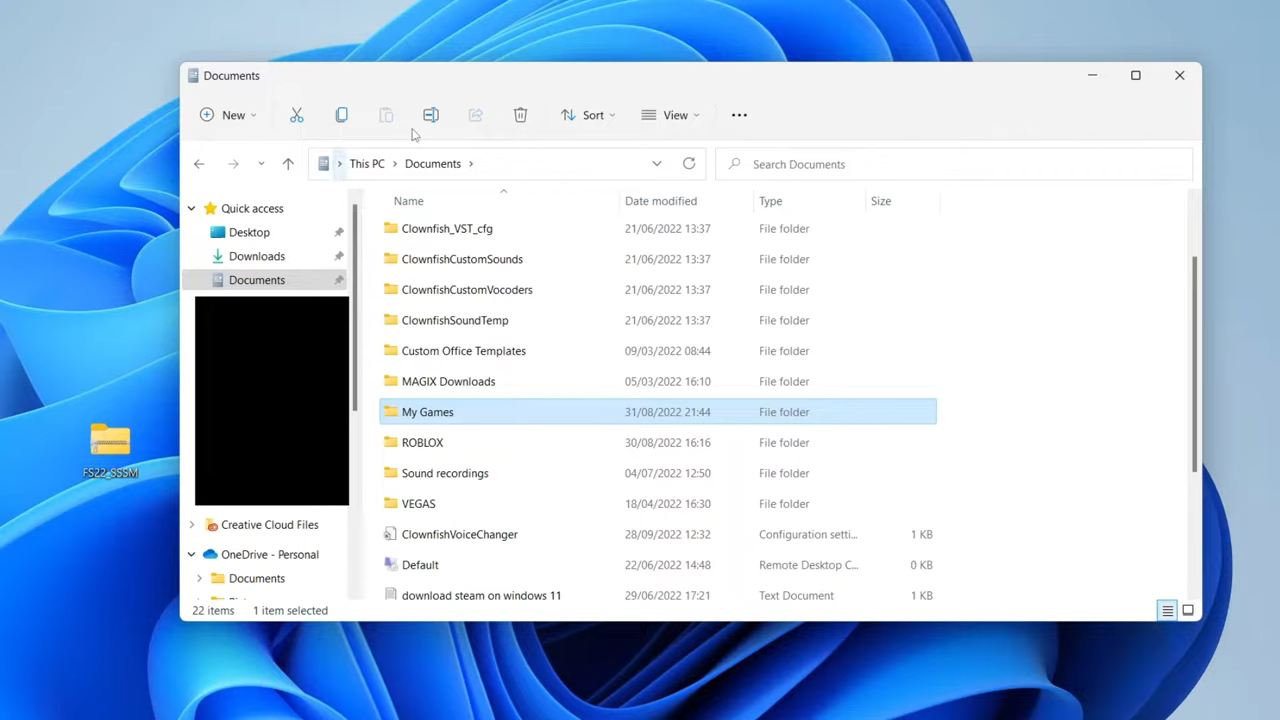 Documents
New
Sort
View
This PC > Documents >
Search Documents
Name Date modified Type Size
Quick access
Desktop
Downloads
Documents
Creative Cloud Files
OneDrive - Personal
Documents
Clownfish_VST_cfg 21/06/2022 13:37 File folder
ClownfishCustomSounds 21/06/2022 13:37 File folder
ClownfishCustomVocoders 21/06/2022 13:37 File folder
ClownfishSoundTemp 21/06/2022 13:37 File folder
Custom Office Templates 09/03/2022 08:44 File folder
MAGIX Downloads 05/03/2022 16:10 File folder
My Games 31/08/2022 21:44 File folder
ROBLOX 30/08/2022 16:16 File folder
Sound recordings 04/07/2022 12:50 File folder
VEGAS 18/04/2022 16:30 File folder
ClownfishVoiceChanger 28/09/2022 12:32 Configuration setti... 1 KB
Default 22/06/2022 14:48 Remote Desktop C... 0 KB
download steam on windows 11 29/06/2022 17:21 Text Document 1 KB
22 items 1 item selected
FS22_SSSM